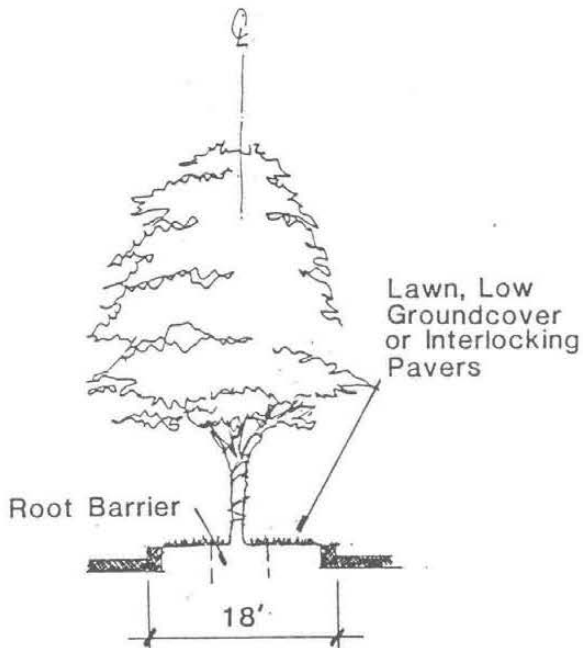 ℄
Lawn, Low
Groundcover
or Interlocking
Pavers
Root Barrier
18'